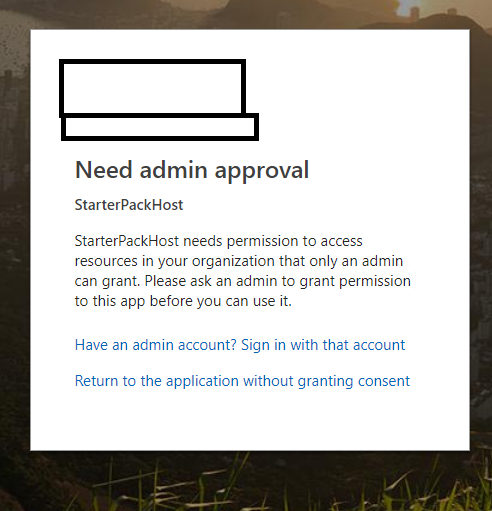 Need admin approval
StarterPackHost
StarterPackHost needs permission to access
resources in your organization that only an admin
can grant. Please ask an admin to grant permission
to this app before you can use it.
Have an admin account? Sign in with that account
Return to the application without granting consent